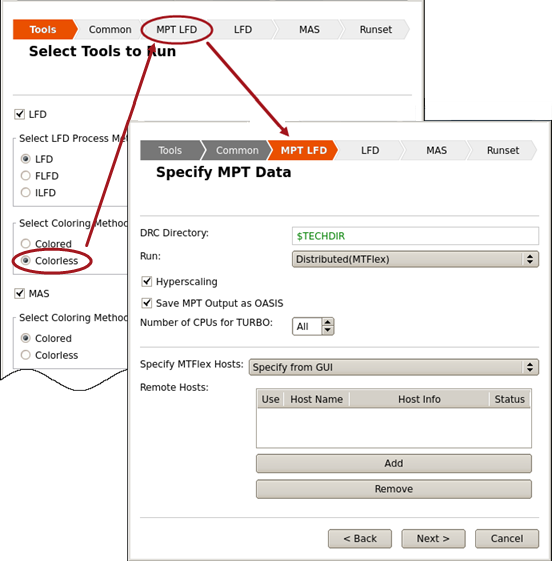 Tools Common MPT LFD LFD MAS Runset
Select Tools to Run
LFD
Select LFD Process Me
LFD
FLFD
ILFD
Select Coloring Method
Colored
Colorless
MAS
Select Coloring Method
Colored
Colorless
Tools Common MPT LFD LFD MAS Runset
Specify MPT Data
DRC Directory: $TECHDIR
Run: Distributed(MTFlex)
Hyperscaling
Save MPT Output as OASIS
Number of CPUs for TURBO: All
Specify MTFlex Hosts: Specify from GUI
Remote Hosts:
Use Host Name Host Info Status
Add
Remove
< Back Next > Cancel